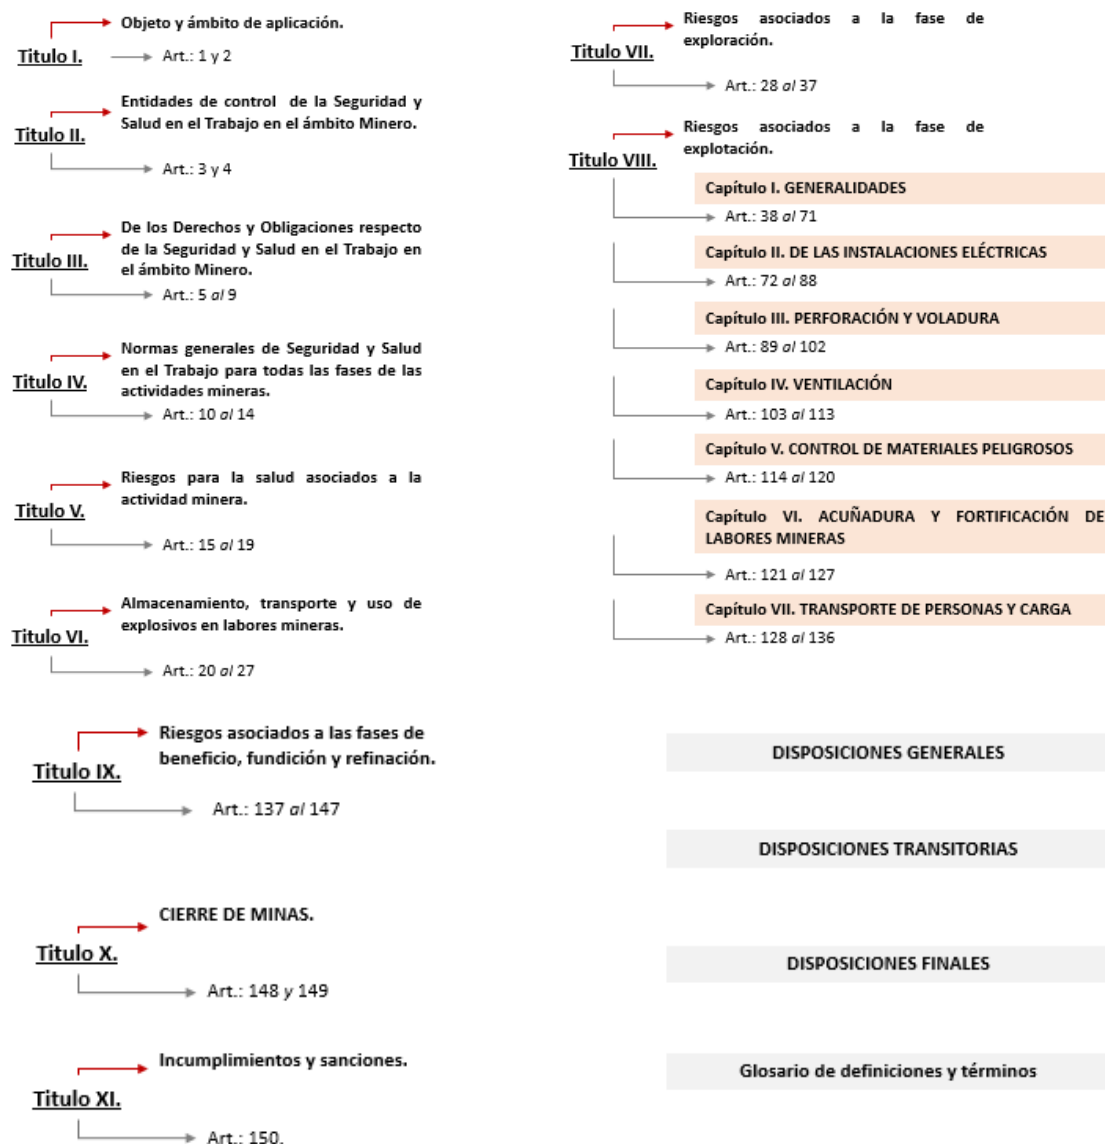 Objeto y ámbito de aplicación.
Titulo I.
Art.: 1 y 2
Entidades de control de la Seguridad y
Salud en el Trabajo en el ámbito Minero.
Titulo II.
Art.: 3 y 4
De los Derechos y Obligaciones respecto
de la Seguridad y Salud en el Trabajo en
el ámbito Minero.
Titulo III.
Art.: 5 al 9
Normas generales de Seguridad y Salud
en el Trabajo para todas las fases de las
actividades mineras.
Titulo IV.
Art.: 10 al 14
Riesgos para la salud asociados a la
actividad minera.
Titulo V.
Art.: 15 al 19
Almacenamiento, transporte y uso de
explosivos en labores mineras.
Titulo VI.
Art.: 20 al 27
Riesgos asociados a la fase de
exploración.
Titulo VII.
Art.: 28 al 37
Riesgos asociados a la fase de
explotación.
Titulo VIII.
Capítulo I. GENERALIDADES
Art.: 38 al 71
Capítulo II. DE LAS INSTALACIONES ELÉCTRICAS
Art.: 72 al 88
Capítulo III. PERFORACIÓN Y VOLADURA
Art.: 89 al 102
Capítulo IV. VENTILACIÓN
Art.: 103 al 113
Capítulo V. CONTROL DE MATERIALES PELIGROSOS
Art.: 114 al 120
Capítulo VI. ACUÑADURA Y FORTIFICACIÓN DE
LABORES MINERAS
Art.: 121 al 127
Capítulo VII. TRANSPORTE DE PERSONAS Y CARGA
Art.: 128 al 136
Riesgos asociados a las fases de
beneficio, fundición y refinación.
Titulo IX.
Art.: 137 al 147
CIERRE DE MINAS.
Titulo X.
Art.: 148 y 149
Incumplimientos y sanciones.
Titulo XI.
Art.: 150.
DISPOSICIONES GENERALES
DISPOSICIONES TRANSITORIAS
DISPOSICIONES FINALES
Glosario de definiciones y términos